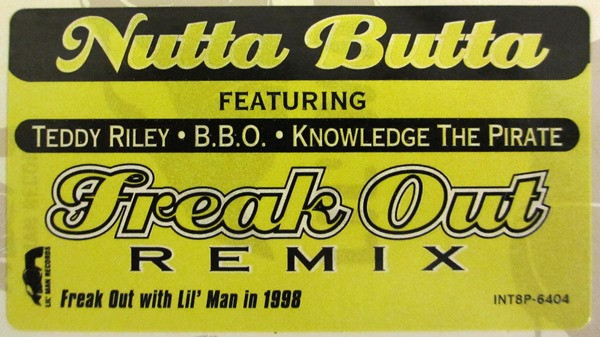 Nutta Butta
FEATURING
TEDDY RILEY • B.B.O. • KNOWLEDGE THE PIRATE
Freak Out
REMIX
LIL' MAN RECORDS
Freak Out with Lil' Man in 1998
INT8P-6404